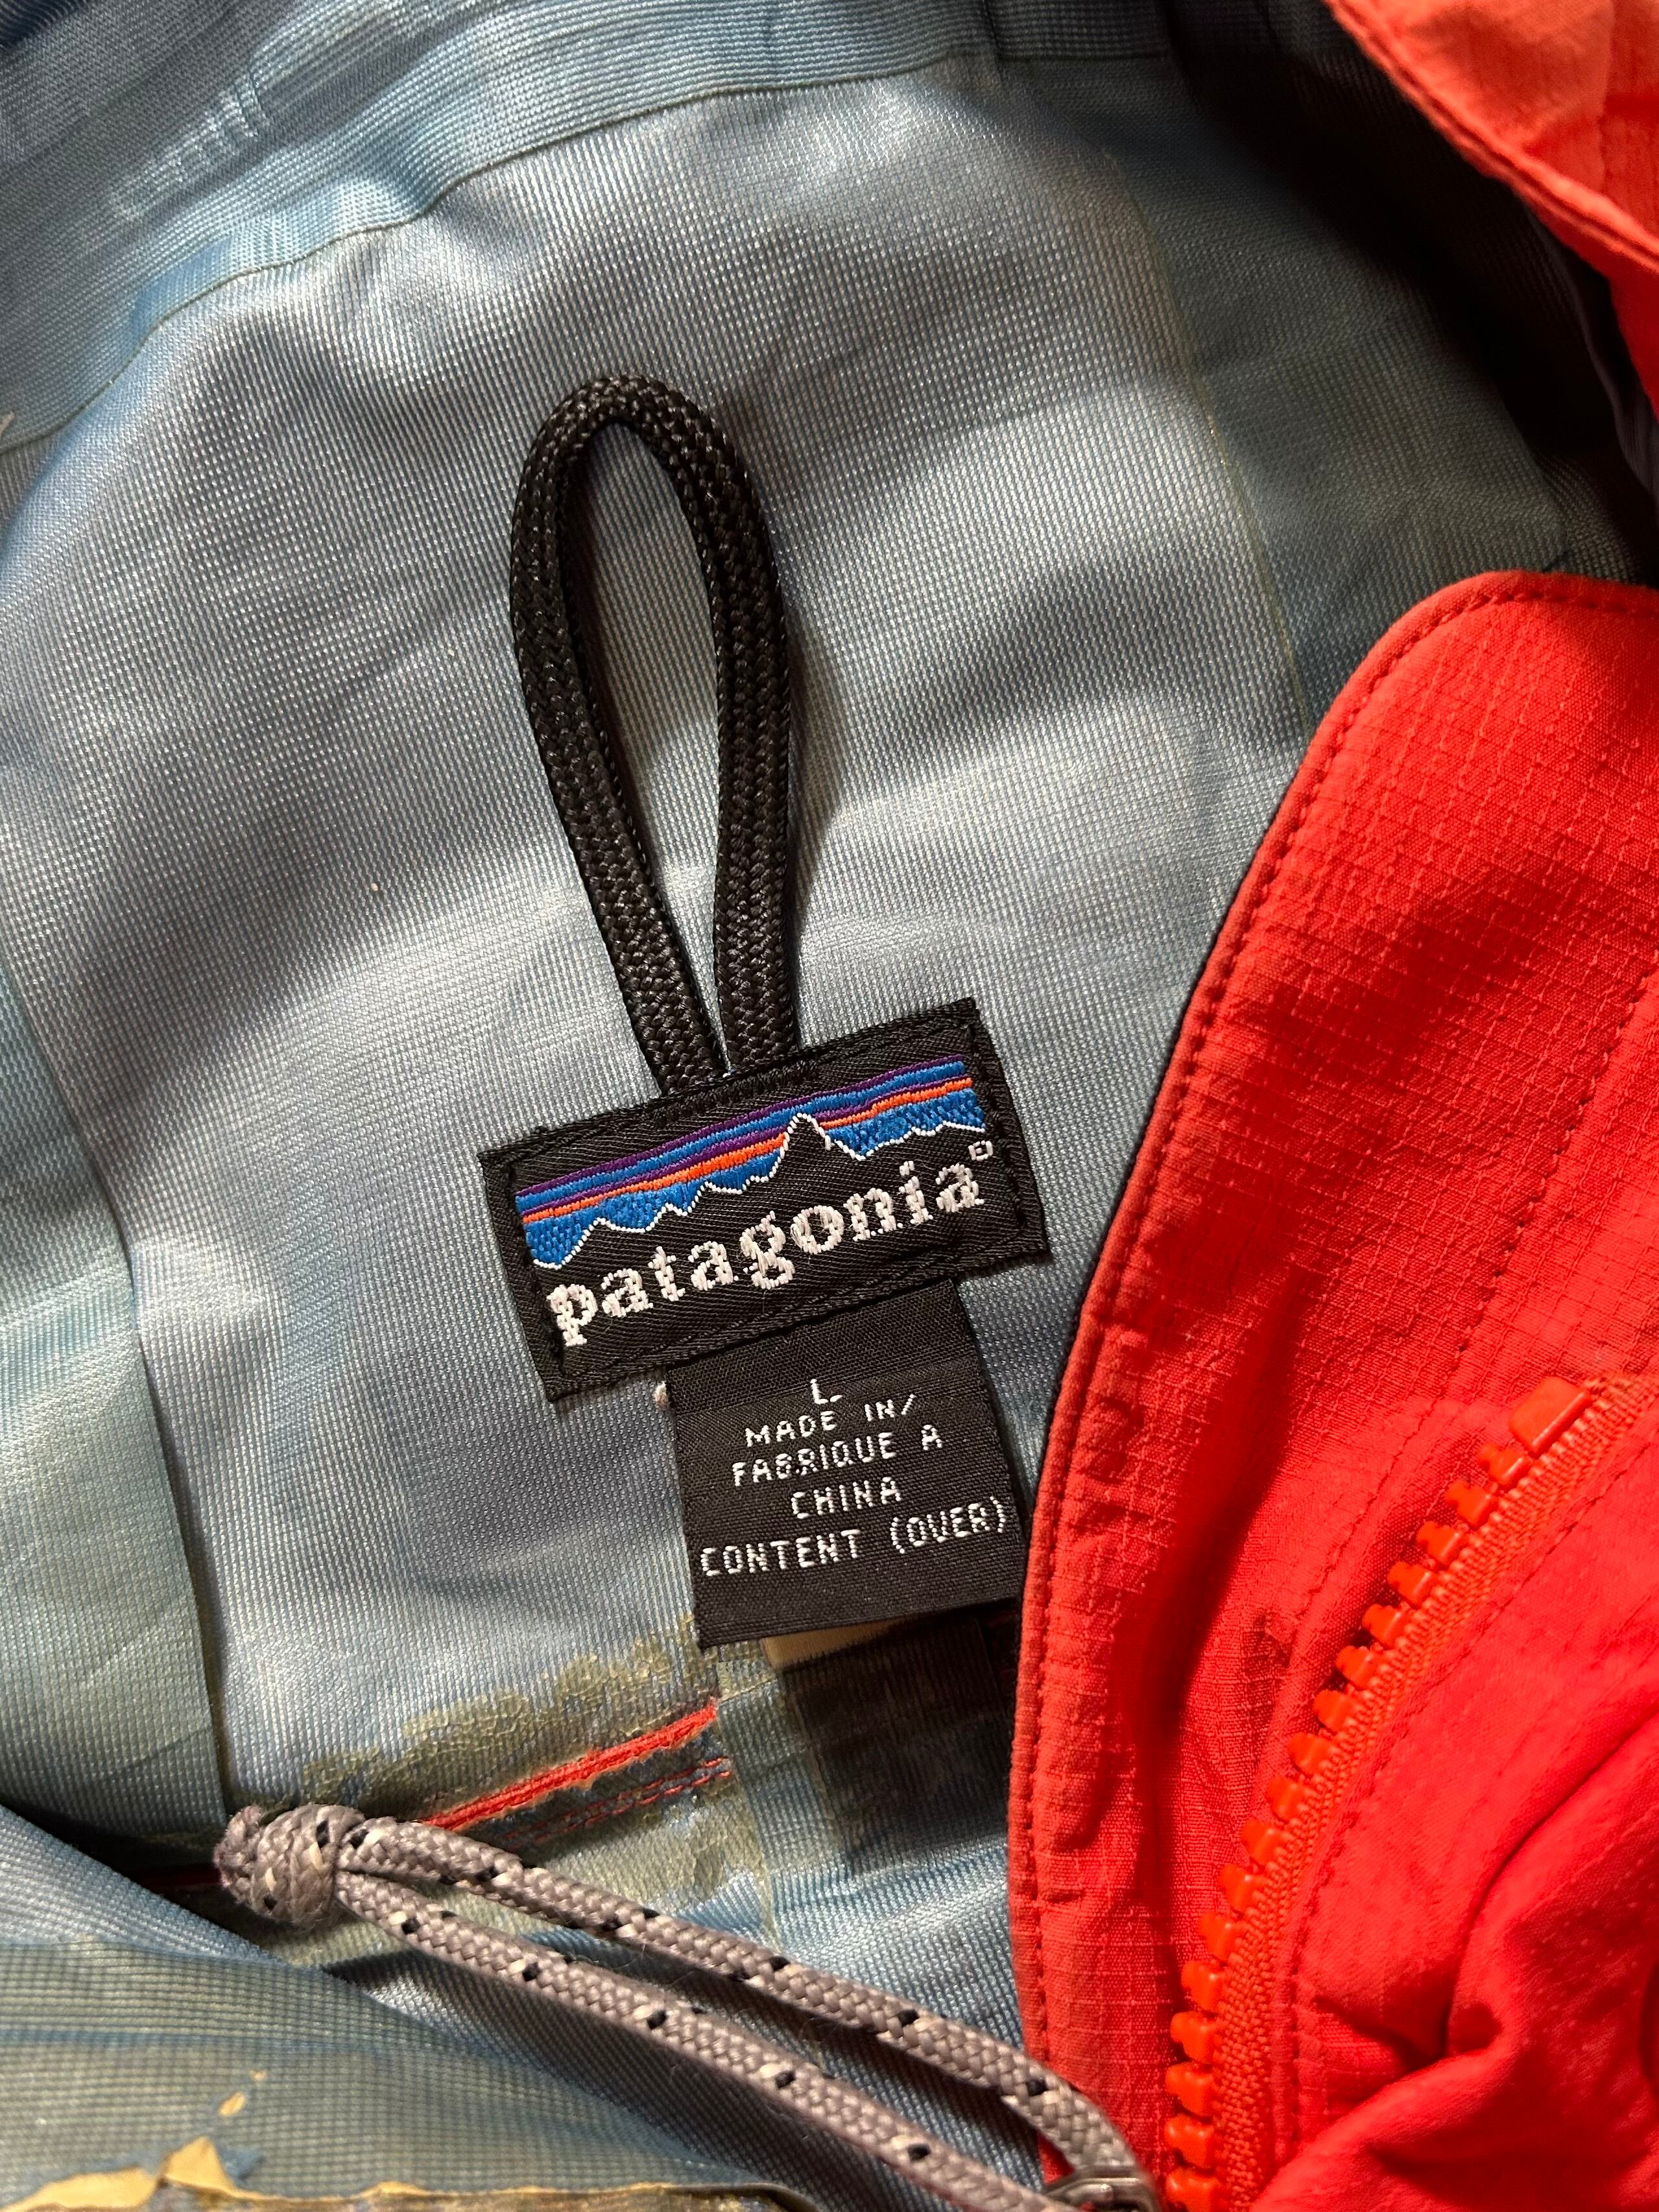 patagonia®
L
MADE IN/
FABRIQUE A
CHINA
CONTENT (OVER)